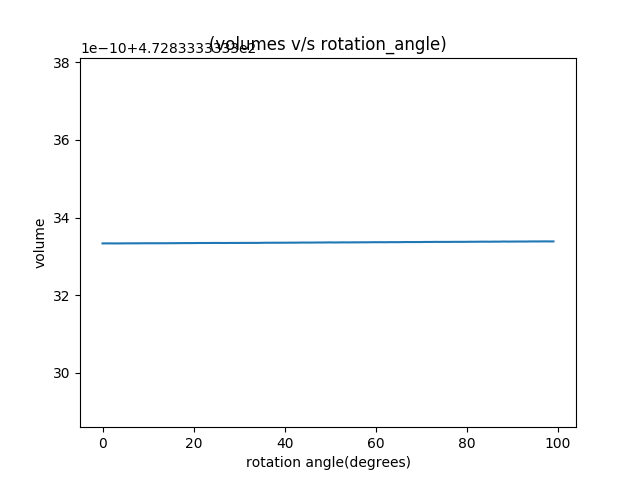 (volumes v/s rotation_angle)
1e−10+4.7283333333e2
38
36
34
32
30
volume
0 20 40 60 80 100
rotation angle(degrees)